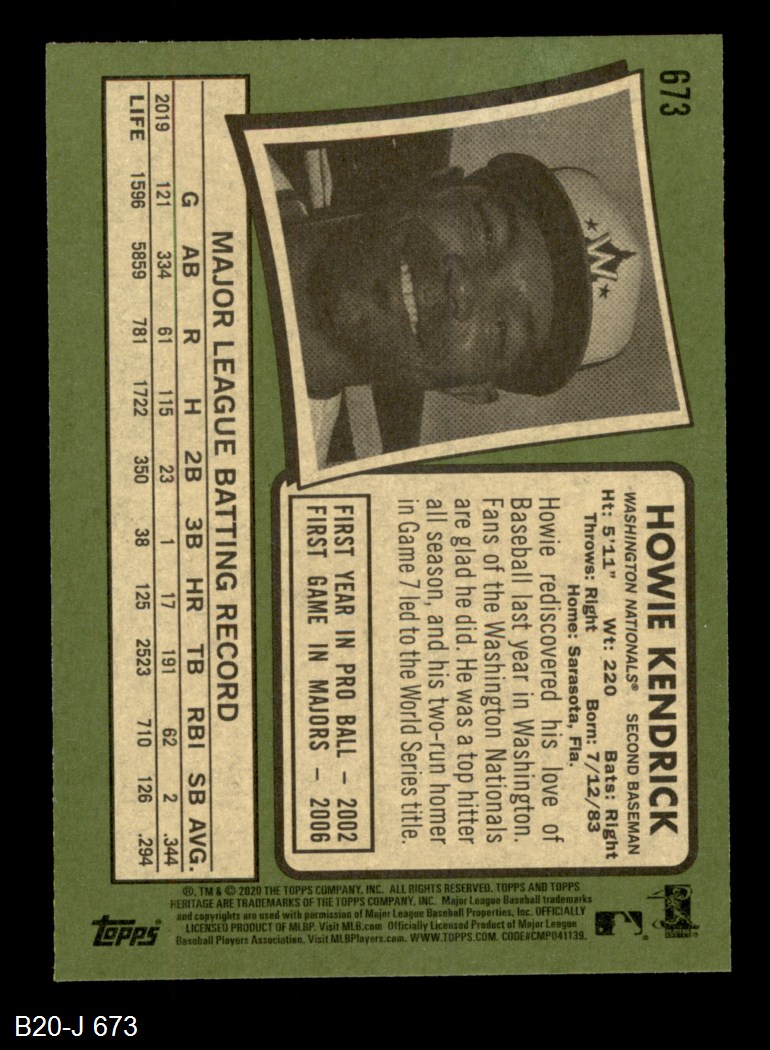 673
W
HOWIE KENDRICK
WASHINGTON NATIONALS® SECOND BASEMAN
Ht: 5'11" Wt: 220 Bats: Right
Throws: Right Born: 7/12/83
Home: Sarasota, Fla.
Howie rediscovered his love of
Baseball last year in Washington.
Fans of the Washington Nationals
are glad he did. He was a top hitter
all season, and his two-run homer
in Game 7 led to the World Series title.
FIRST YEAR IN PRO BALL – 2002
FIRST GAME IN MAJORS – 2006
MAJOR LEAGUE BATTING RECORD
G AB R H 2B 3B HR TB RBI SB AVG.
2019 121 334 61 115 23 1 17 191 62 2 .344
LIFE 1596 5859 781 1722 350 38 125 2523 710 126 .294
®, TM & © 2020 THE TOPPS COMPANY, INC. ALL RIGHTS RESERVED. TOPPS AND TOPPS
HERITAGE ARE TRADEMARKS OF THE TOPPS COMPANY, INC. Major League Baseball trademarks
and copyrights are used with permission of Major League Baseball Properties, Inc. OFFICIALLY
LICENSED PRODUCT OF MLBP. Visit MLB.com Officially Licensed Product of Major League
Baseball Players Association. Visit MLBPlayers.com. WWW.TOPPS.COM. CODE#CMP041139.
TOPPS
B20-J 673